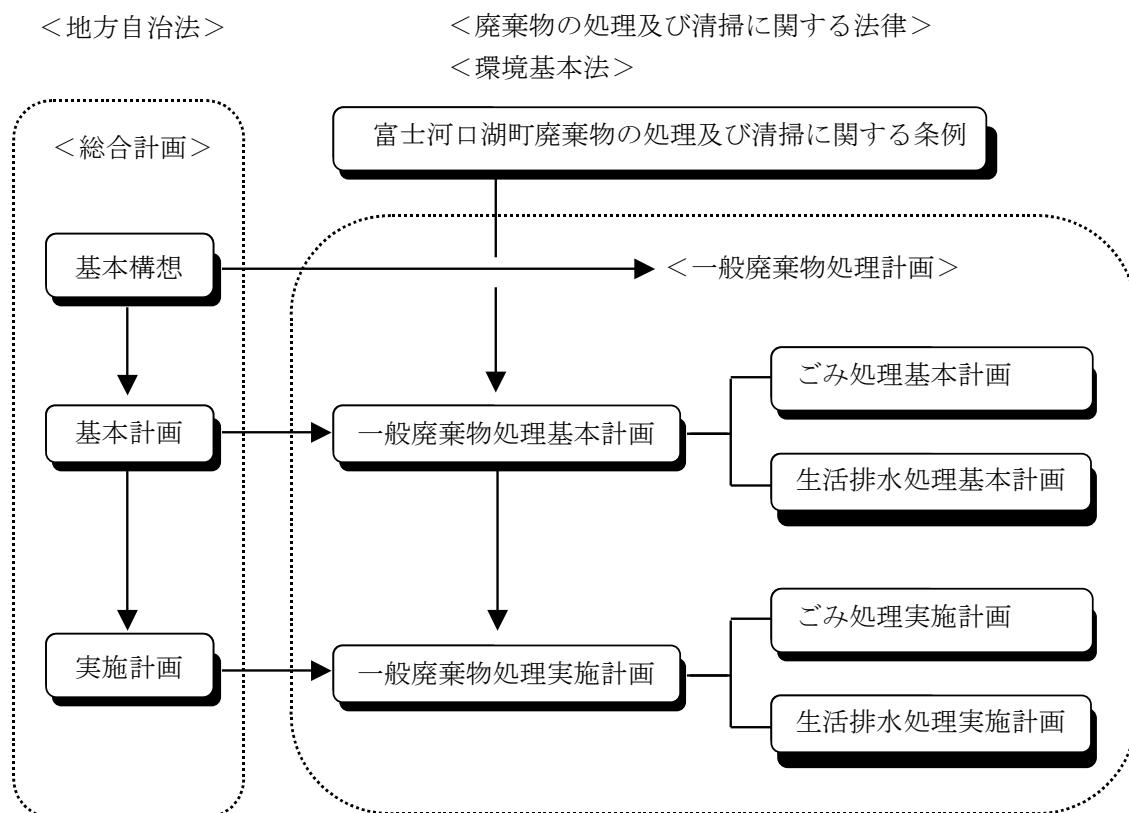 ＜地方自治法＞
＜廃棄物の処理及び清掃に関する法律＞
＜環境基本法＞
＜総合計画＞
富士河口湖町廃棄物の処理及び清掃に関する条例
基本構想
＜一般廃棄物処理計画＞
基本計画
一般廃棄物処理基本計画
ごみ処理基本計画
生活排水処理基本計画
実施計画
一般廃棄物処理実施計画
ごみ処理実施計画
生活排水処理実施計画